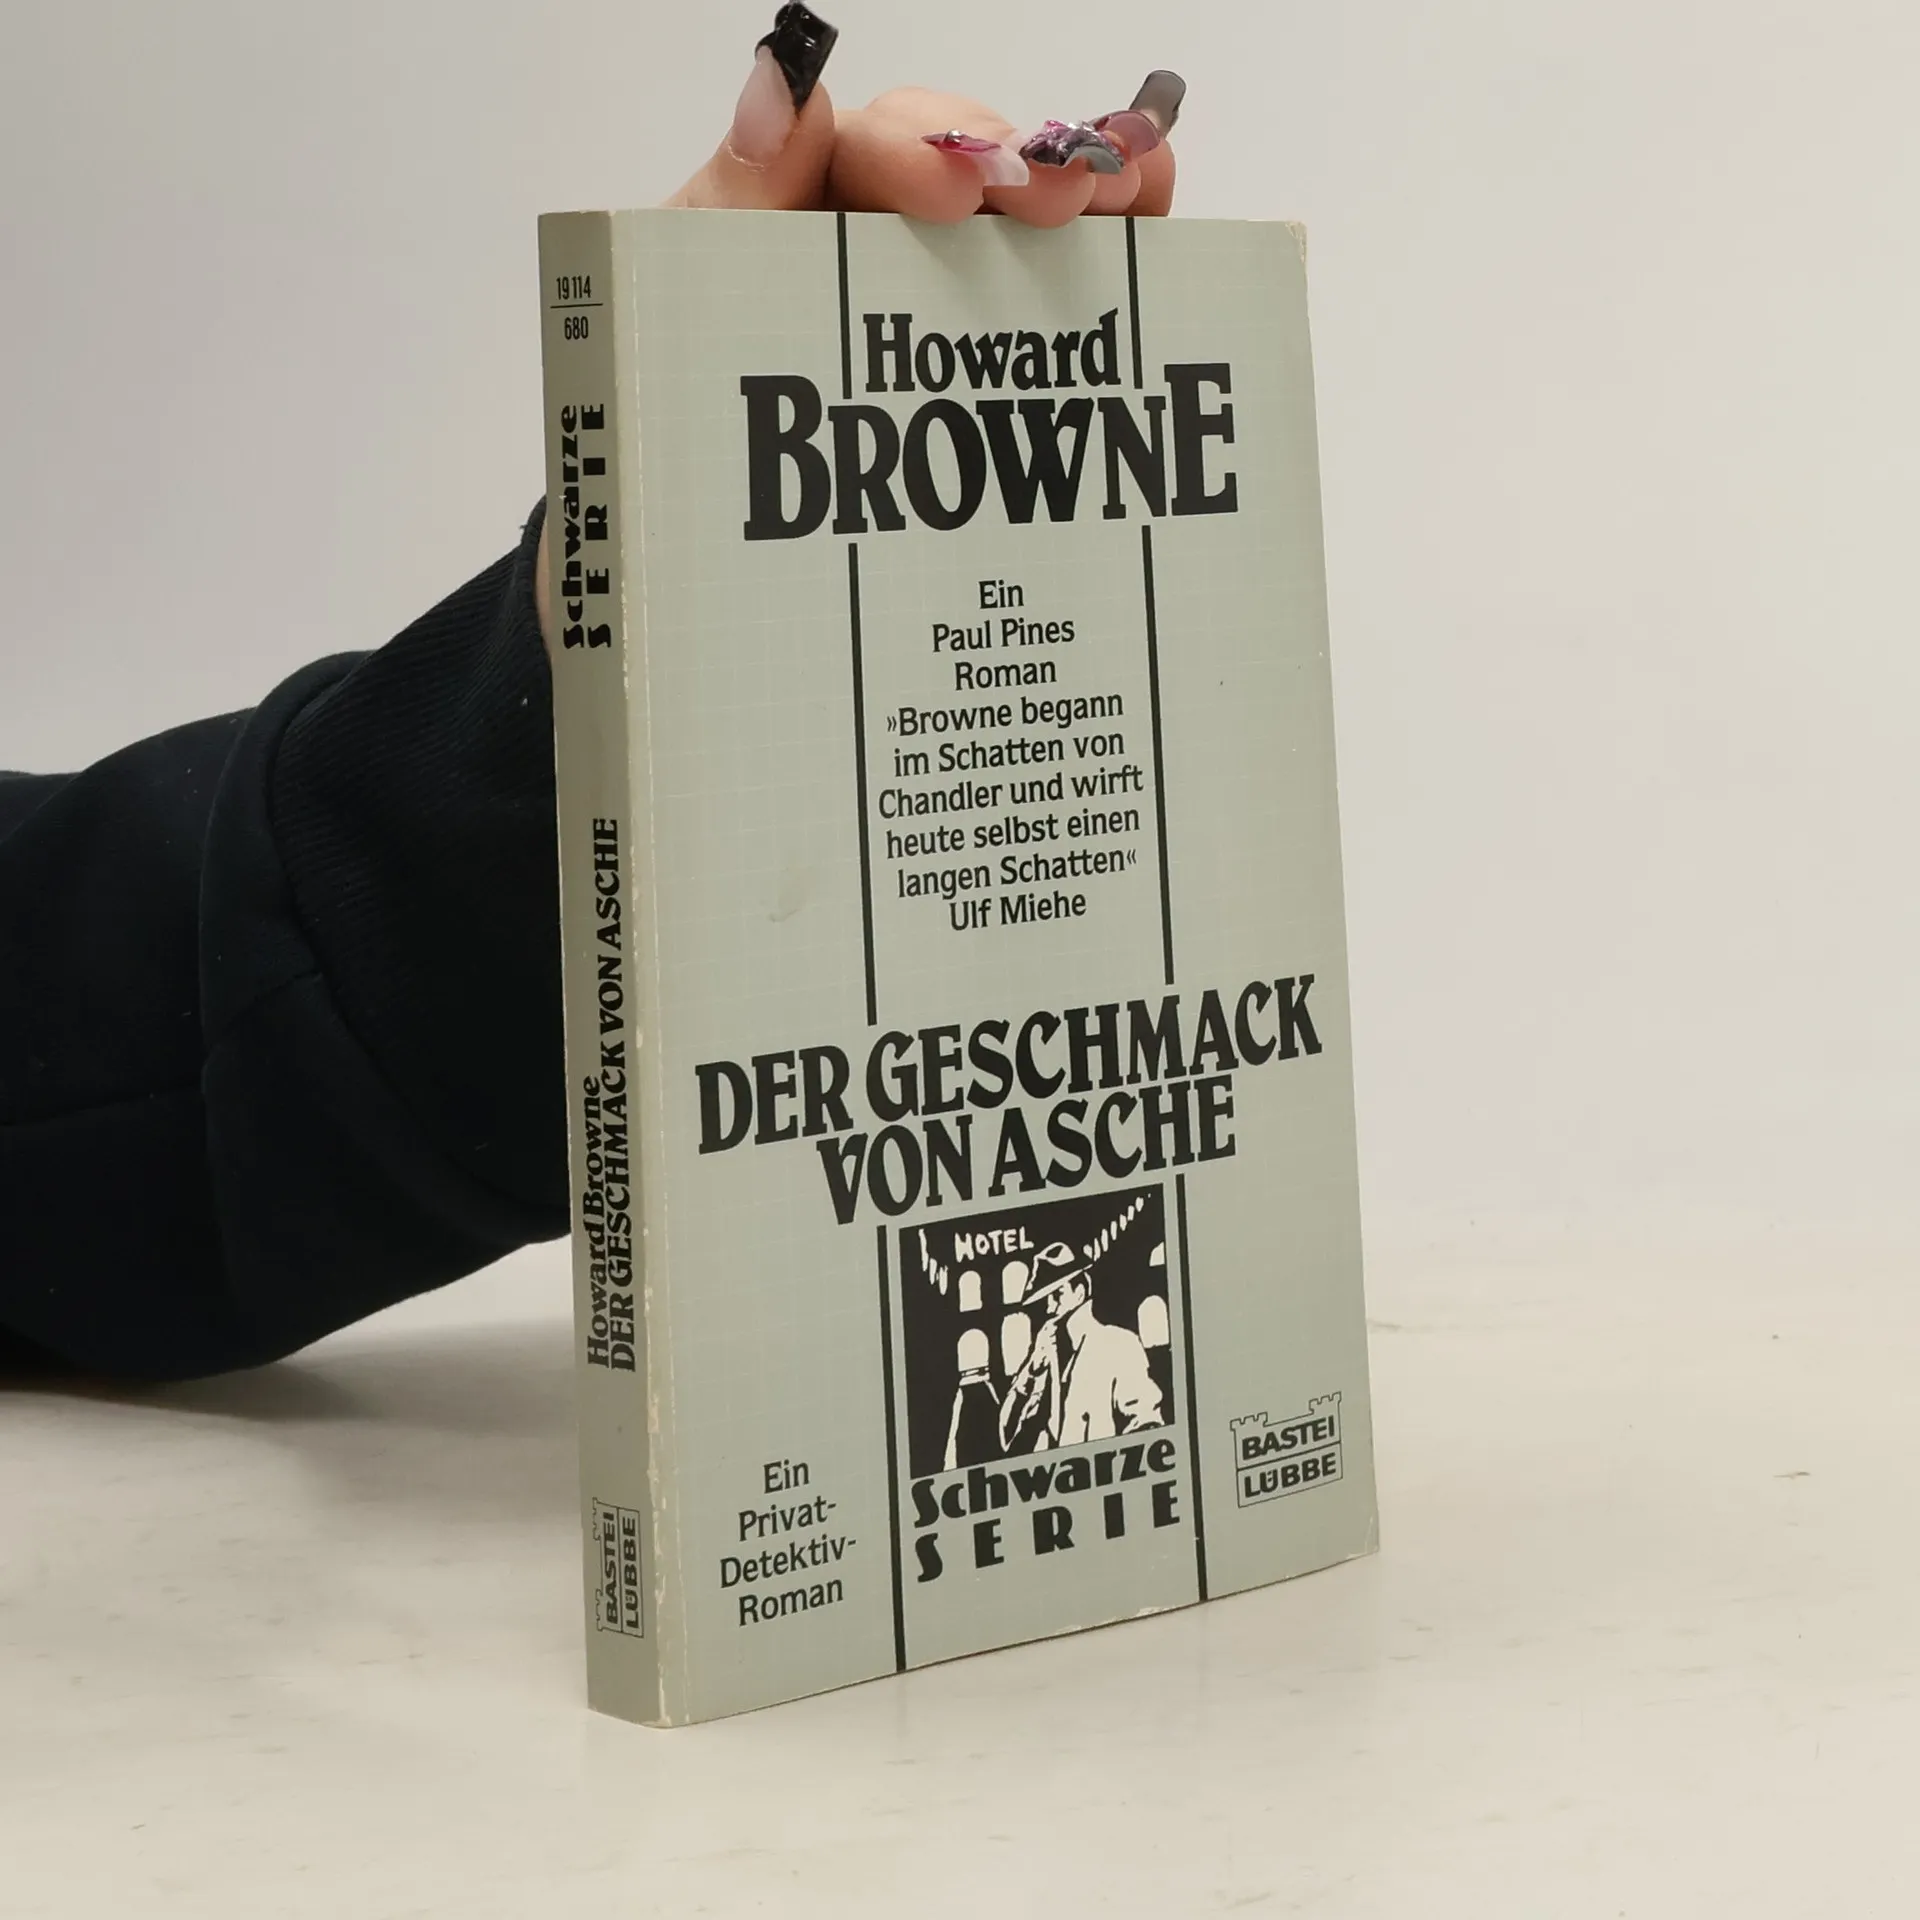 19114
680
Schwarze
SERIE
Howard Browne
DER GESCHMACK VON ASCHE
BASTEI
LÜBBE
Howard
BROWNE
Ein
Paul Pines
Roman
»Browne begann
im Schatten von
Chandler und wirft
heute selbst einen
langen Schatten«
Ulf Miehe
DER GESCHMACK
VON ASCHE
HOTEL
Schwarze
SERIE
Ein
Privat-
Detektiv-
Roman
BASTEI
LÜBBE